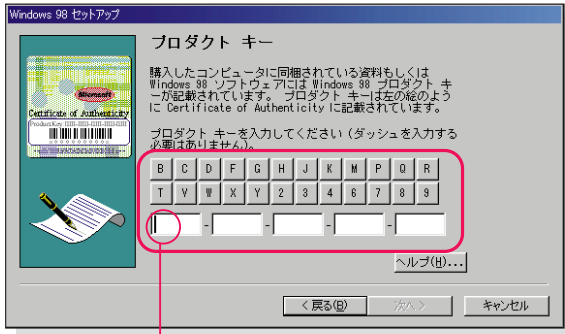 Windows 98 セットアップ
プロダクト キー
購入したコンピュータに同梱されている資料もしくは
Windows 98 ソフトウェアには Windows 98 プロダクト キ
ーが記載されています。 プロダクト キーは左の絵のよう
に Certificate of Authenticity に記載されています。
Microsoft
Certificate of Authenticity
プロダクト キーを入力してください (ダッシュを入力する
必要はありません)。
B C D F G H J K M P Q R
T V W X Y 2 3 4 6 7 8 9
- - - -
ヘルプ(H)...
< 戻る(B) 次へ > キャンセル